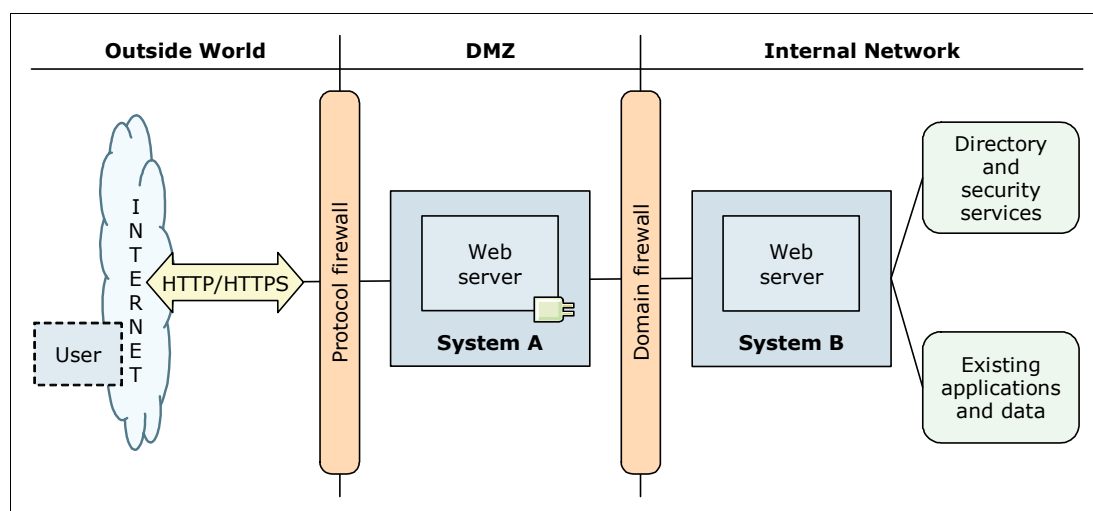 Outside World
DMZ
Internal Network
INTERNET
User
HTTP/HTTPS
Protocol firewall
Web
server
System A
Domain firewall
Web
server
System B
Directory
and
security
services
Existing
applications
and data